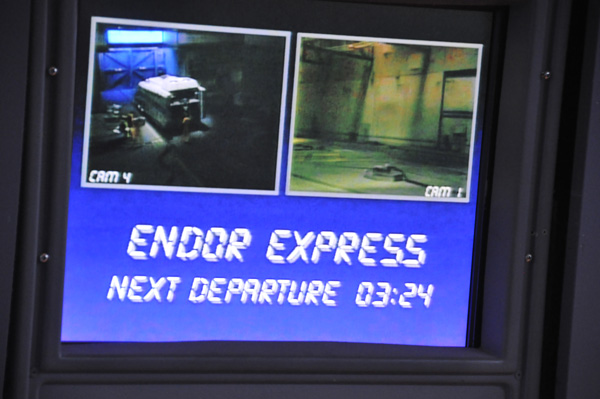 CAM 4
CAM 1
ENDOR EXPRESS
NEXT DEPARTURE 03:24